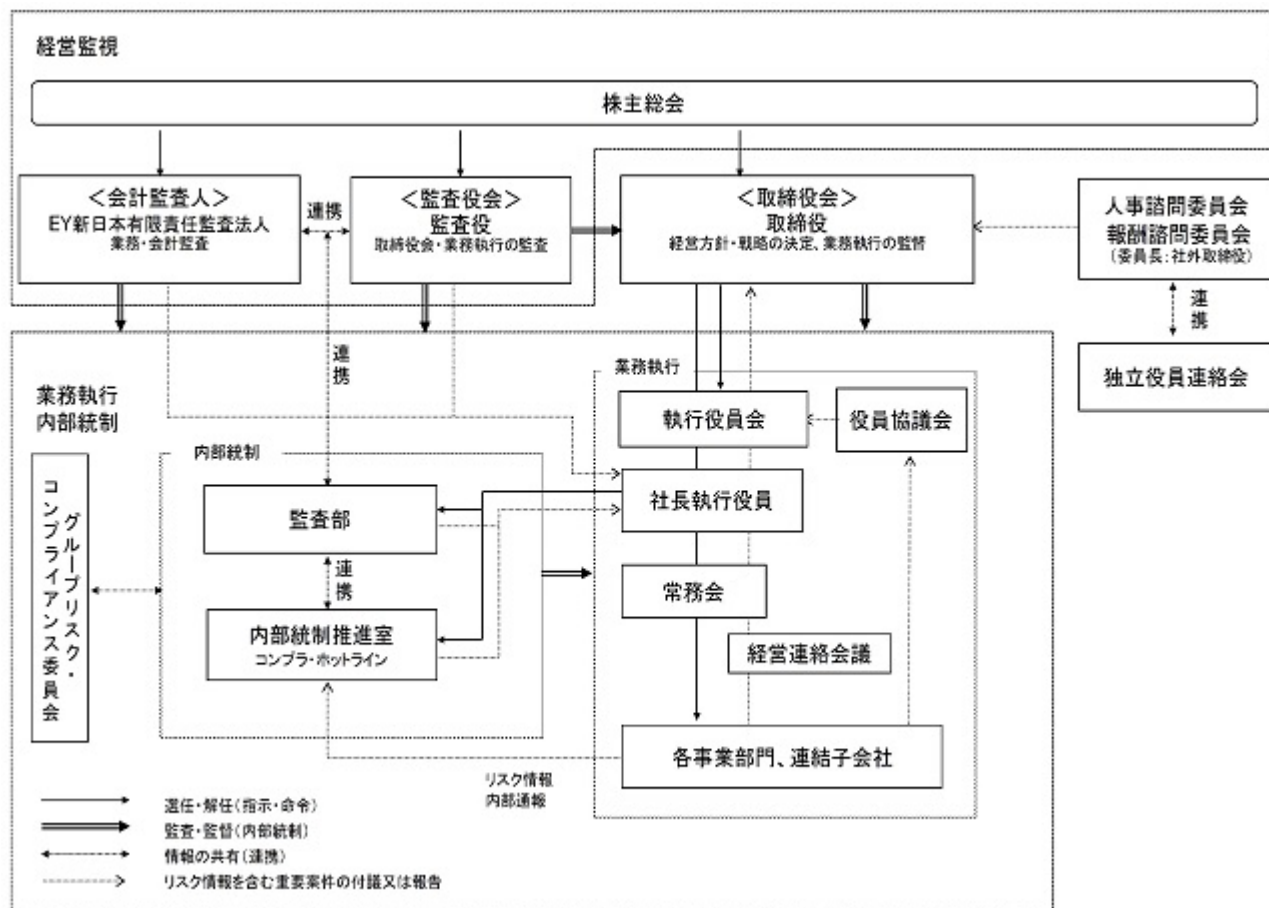 経営監視
株主総会
＜会計監査人＞
EY新日本有限責任監査法人
業務・会計監査
連携
＜監査役会＞
監査役
取締役会・業務執行の監査
＜取締役会＞
取締役
経営方針・戦略の決定、業務執行の監督
人事諮問委員会
報酬諮問委員会
（委員長：社外取締役）
連携
独立役員連絡会
連携
業務執行
内部統制
業務執行
執行役員会
役員協議会
内部統制
社長執行役員
監査部
連携
常務会
内部統制推進室
コンプラ・ホットライン
経営連絡会議
グループリスク・
コンプライアンス委員会
各事業部門、連結子会社
リスク情報
内部通報
選任・解任（指示・命令）
監査・監督（内部統制）
情報の共有（連携）
リスク情報を含む重要案件の付議又は報告